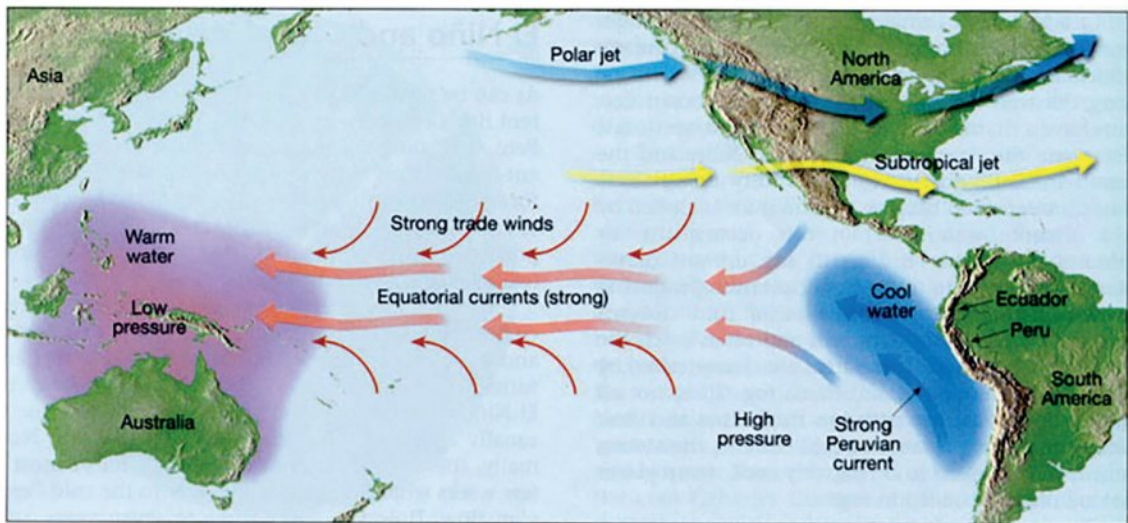 Asia
Polar jet
North
America
Subtropical jet
Strong trade winds
Warm
water
Equatorial currents (strong)
Low
pressure
Cool
water
Ecuador
Peru
South
America
Australia
High
pressure
Strong
Peruvian
current